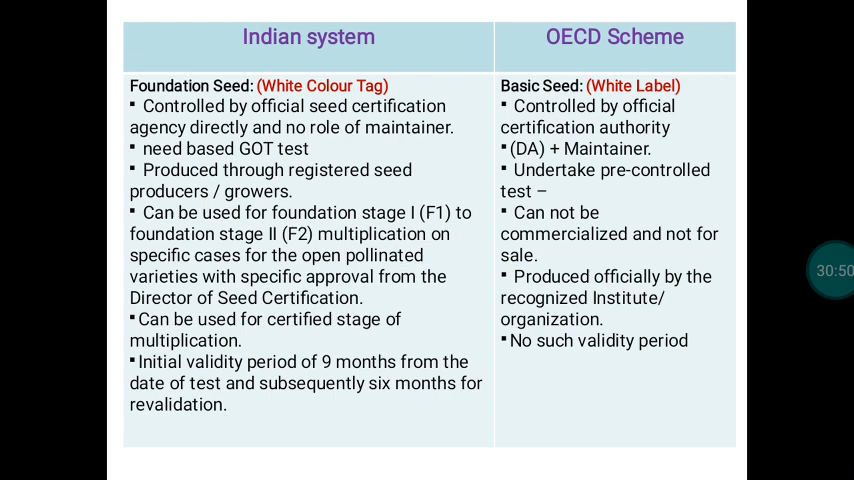 Indian system
OECD Scheme
Foundation Seed: (White Colour Tag)
▪ Controlled by official seed certification
agency directly and no role of maintainer.
▪ need based GOT test
▪ Produced through registered seed
producers / growers.
▪ Can be used for foundation stage I (F1) to
foundation stage II (F2) multiplication on
specific cases for the open pollinated
varieties with specific approval from the
Director of Seed Certification.
▪Can be used for certified stage of
multiplication.
▪Initial validity period of 9 months from the
date of test and subsequently six months for
revalidation.
Basic Seed: (White Label)
▪ Controlled by official
certification authority
▪(DA) + Maintainer.
▪ Undertake pre-controlled
test –
▪ Can not be
commercialized and not for
sale.
▪ Produced officially by the
recognized Institute/
organization.
▪No such validity period
30:50